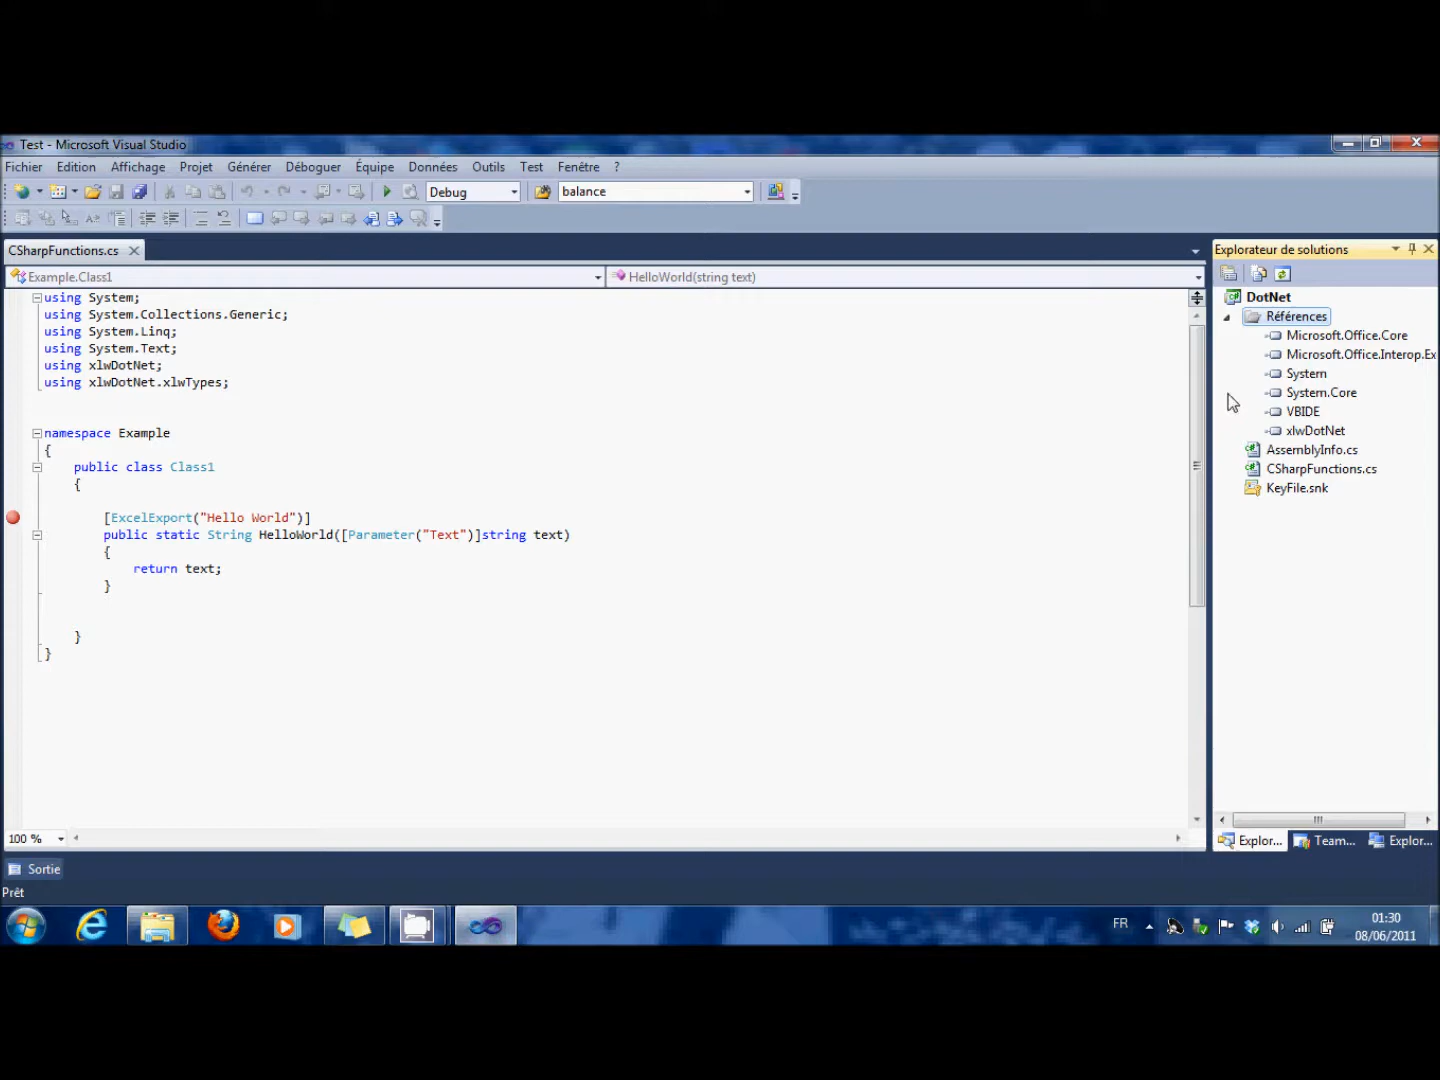 Test - Microsoft Visual Studio
Fichier Edition Affichage Projet Générer Déboguer Équipe Données Outils Test Fenêtre ?
Debug balance
CSharpFunctions.cs
Explorateur de solutions
Example.Class1 HelloWorld(string text)
using System;
using System.Collections.Generic;
using System.Linq;
using System.Text;
using xlwDotNet;
using xlwDotNet.xlwTypes;
namespace Example
{
public class Class1
{
[ExcelExport("Hello World")]
public static String HelloWorld([Parameter("Text")]string text)
{
return text;
}
}
}
DotNet
Références
Microsoft.Office.Core
Microsoft.Office.Interop.Ex
System
System.Core
VBIDE
xlwDotNet
AssemblyInfo.cs
CSharpFunctions.cs
KeyFile.snk
100 %
Explor... Team... Explor...
Sortie
Prêt
FR
01:30
08/06/2011